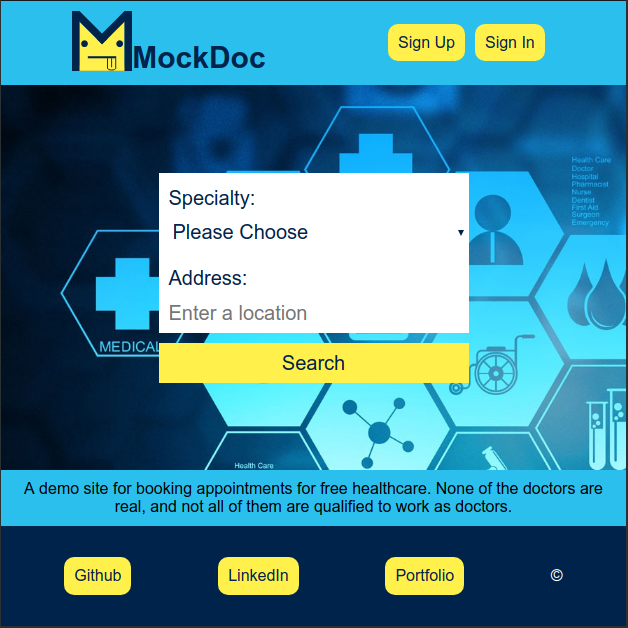 MockDoc
Sign Up
Sign In
Health Care
Doctor
Hospital
Pharmacist
Nurse
Dentist
First Aid
Surgeon
Emergency
Specialty:
Please Choose
Address:
Enter a location
MEDICAL
Search
Health Care
A demo site for booking appointments for free healthcare. None of the doctors are
real, and not all of them are qualified to work as doctors.
Github
LinkedIn
Portfolio
©